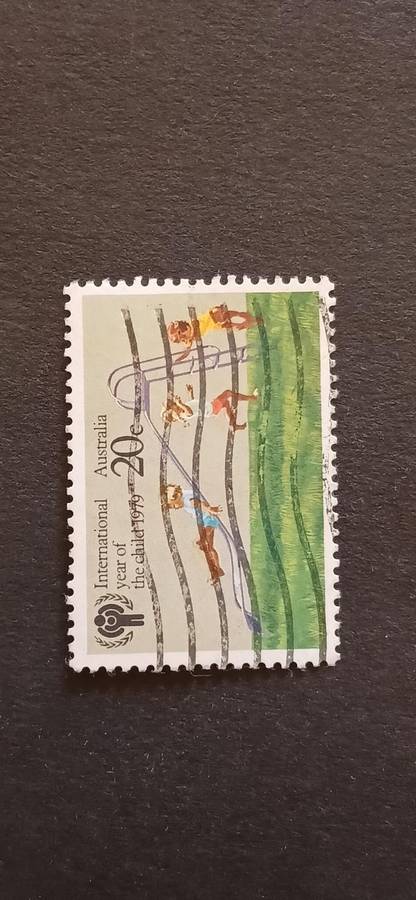 International
year of
the child 1979
Australia
20c